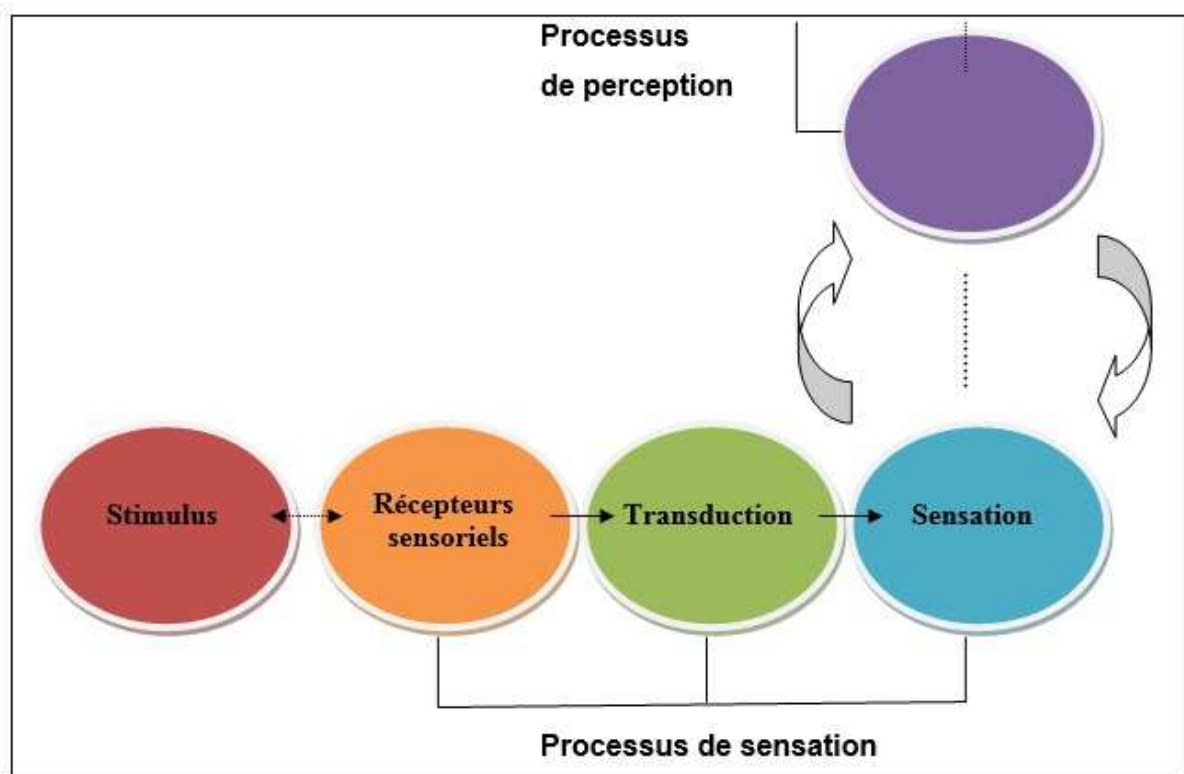 Processus
de perception
Stimulus
Récepteurs
sensoriels
Transduction
Sensation
Processus de sensation